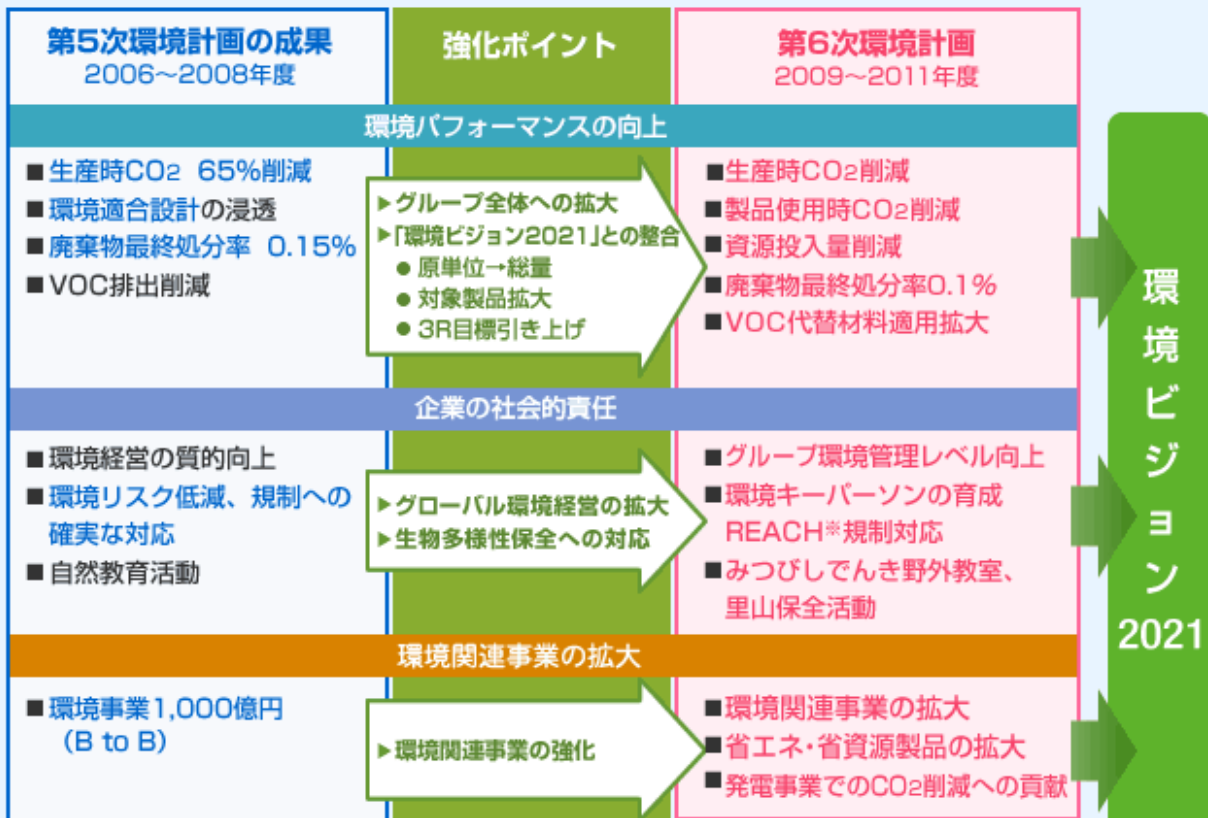 第5次環境計画の成果
2006～2008年度
強化ポイント
第6次環境計画
2009～2011年度
環境パフォーマンスの向上
■生産時CO2 65%削減
■環境適合設計の浸透
■廃棄物最終処分率 0.15%
■VOC排出削減
▶グループ全体への拡大
▶「環境ビジョン2021」との整合
● 原単位→総量
● 対象製品拡大
● 3R目標引き上げ
■生産時CO2削減
■製品使用時CO2削減
■資源投入量削減
■廃棄物最終処分率0.1%
■VOC代替材料適用拡大
企業の社会的責任
■環境経営の質的向上
■環境リスク低減、規制への
確実な対応
■自然教育活動
▶グローバル環境経営の拡大
▶生物多様性保全への対応
■グループ環境管理レベル向上
■環境キーパーソンの育成
REACH※規制対応
■みつびしでんき野外教室、
里山保全活動
環境関連事業の拡大
■環境事業1,000億円
（B to B）
▶環境関連事業の強化
■環境関連事業の拡大
■省エネ・省資源製品の拡大
■発電事業でのCO2削減への貢献
環境ビジョン2021